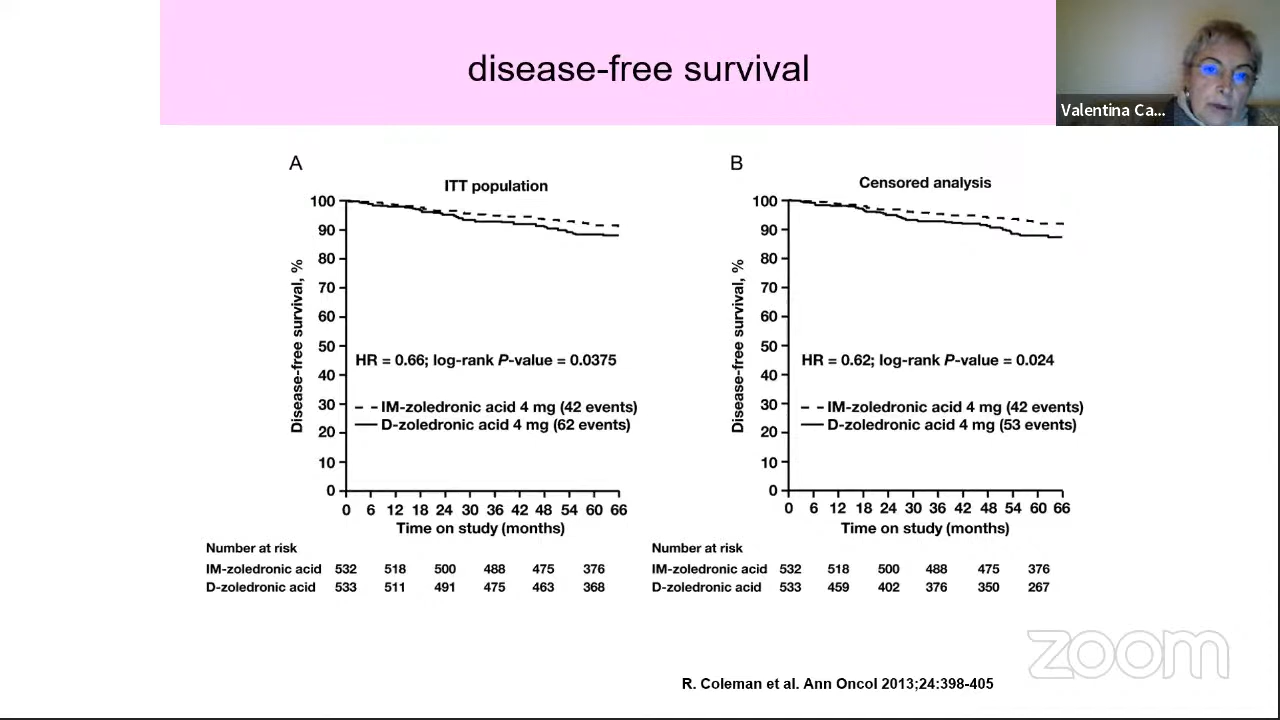 disease-free survival
Valentina Ca...
A
ITT population
100
90
80
70
60
50
40
30
20
10
0
Disease-free survival, %
HR = 0.66; log-rank P-value = 0.0375
IM-zoledronic acid 4 mg (42 events)
D-zoledronic acid 4 mg (62 events)
0 6 12 18 24 30 36 42 48 54 60 66
Time on study (months)
Number at risk
IM-zoledronic acid 532 518 500 488 475 376
D-zoledronic acid 533 511 491 475 463 368
B
Censored analysis
100
90
80
70
60
50
40
30
20
10
0
Disease-free survival, %
HR = 0.62; log-rank P-value = 0.024
IM-zoledronic acid 4 mg (42 events)
D-zoledronic acid 4 mg (53 events)
0 6 12 18 24 30 36 42 48 54 60 66
Time on study (months)
Number at risk
IM-zoledronic acid 532 518 500 488 475 376
D-zoledronic acid 533 459 402 376 350 267
zoom
R. Coleman et al. Ann Oncol 2013;24:398-405